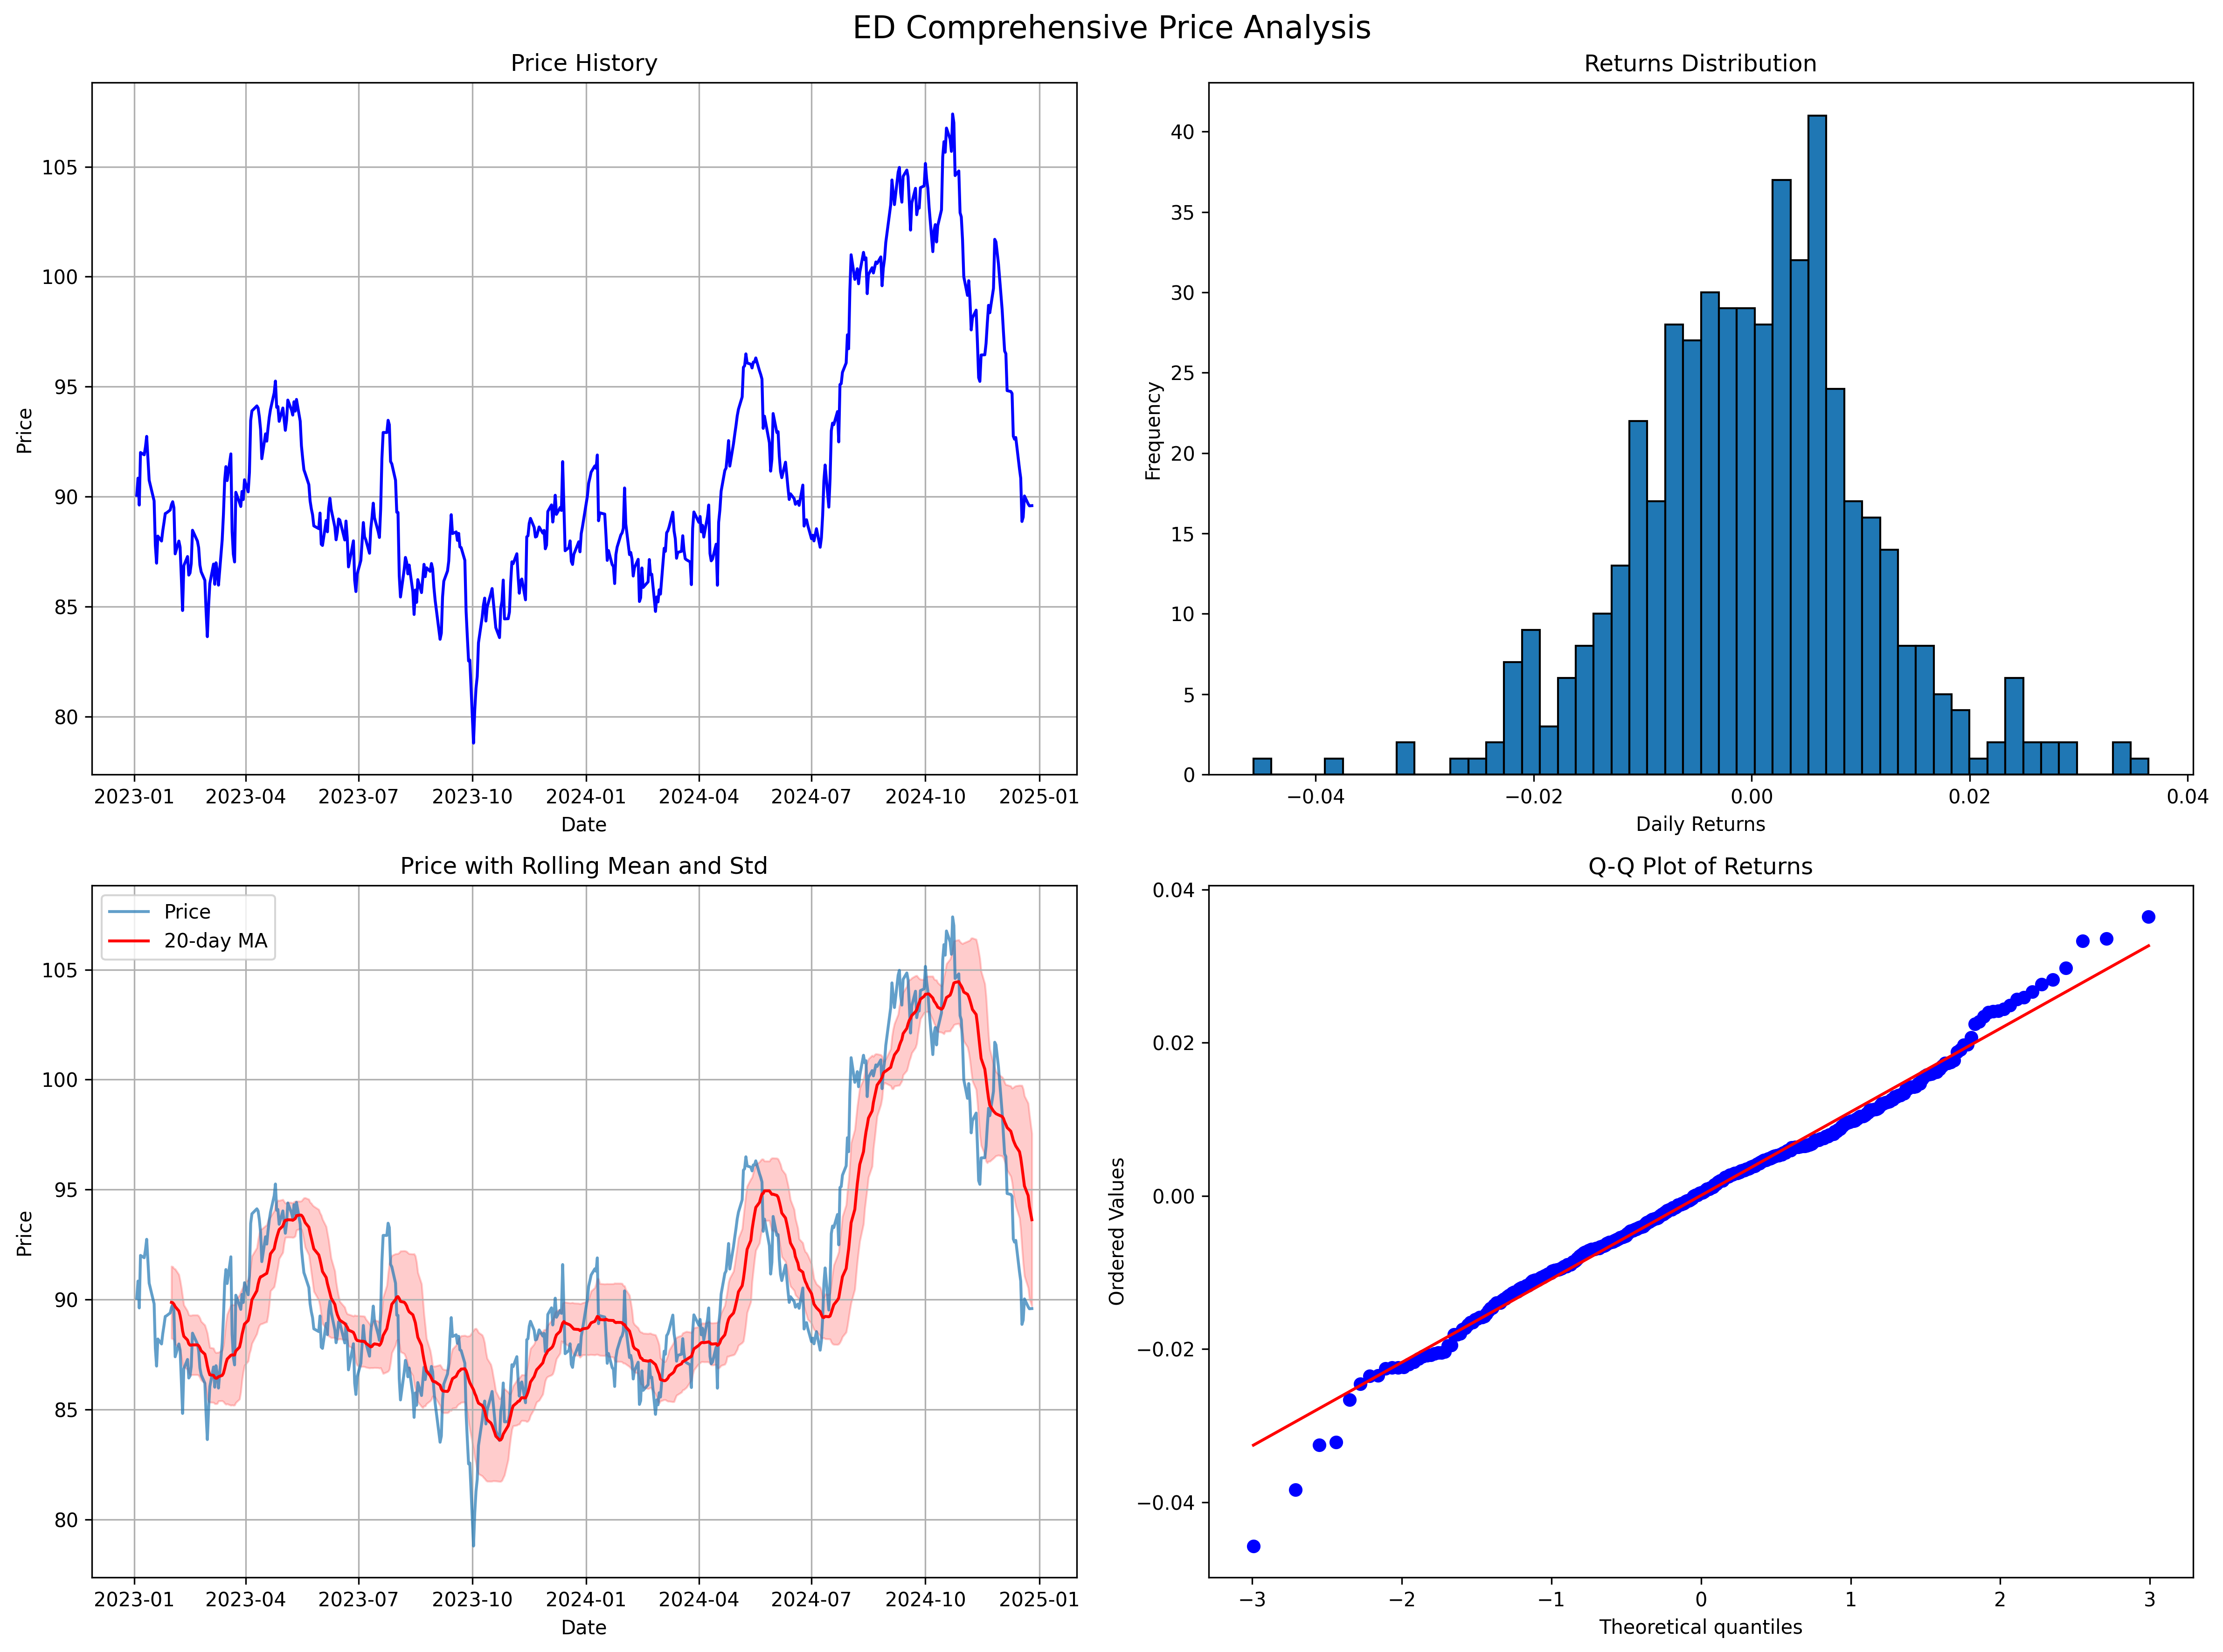 ED Comprehensive Price Analysis
Price History
Price
105
100
95
90
85
80
2023-01 2023-04 2023-07 2023-10 2024-01 2024-04 2024-07 2024-10 2025-01
Date
Returns Distribution
Frequency
40
35
30
25
20
15
10
5
0
−0.04 −0.02 0.00 0.02 0.04
Daily Returns
Price with Rolling Mean and Std
Price
20-day MA
Price
105
100
95
90
85
80
2023-01 2023-04 2023-07 2023-10 2024-01 2024-04 2024-07 2024-10 2025-01
Date
Q-Q Plot of Returns
Ordered Values
0.04
0.02
0.00
−0.02
−0.04
−3 −2 −1 0 1 2 3
Theoretical quantiles